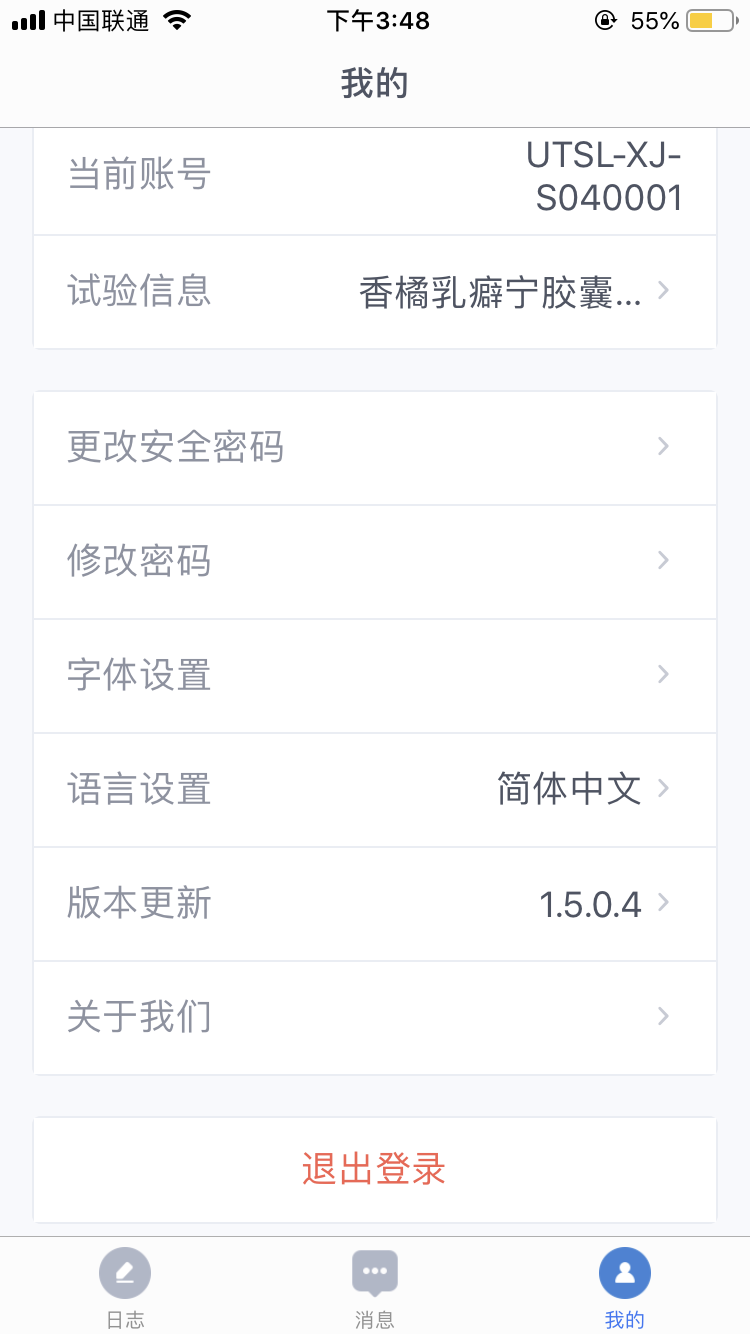 中国联通 下午3:48 55%
我的
当前账号 UTSL-XJ-
S040001
试验信息 香橘乳癖宁胶囊...
更改安全密码
修改密码
字体设置
语言设置 简体中文
版本更新 1.5.0.4
关于我们
退出登录
日志 消息 我的